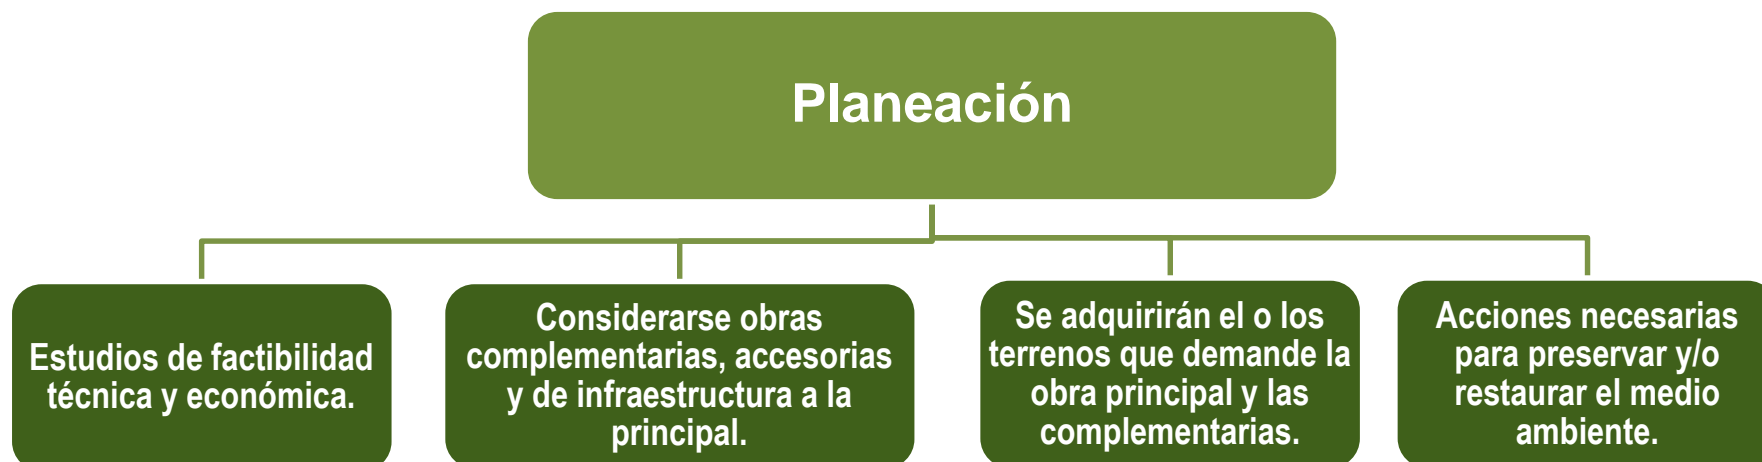 Planeación
Estudios de factibilidad
técnica y económica.
Considerarse obras
complementarias, accesorias
y de infraestructura a la
principal.
Se adquirirán el o los
terrenos que demande la
obra principal y las
complementarias.
Acciones necesarias
para preservar y/o
restaurar el medio
ambiente.